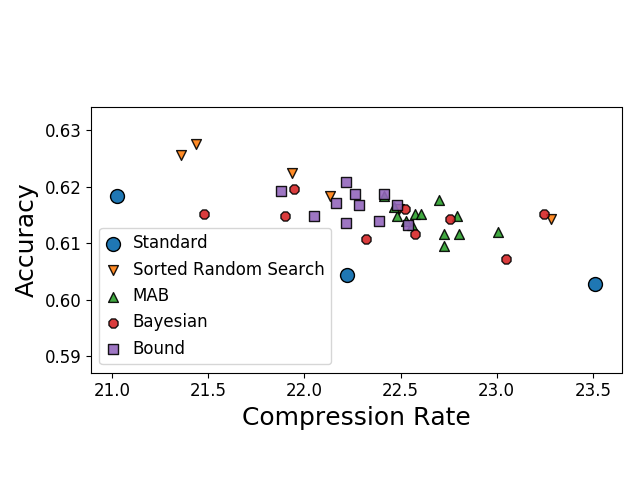 Accuracy
0.63
0.62
0.61
0.60
0.59
Standard
Sorted Random Search
MAB
Bayesian
Bound
21.0 21.5 22.0 22.5 23.0 23.5
Compression Rate